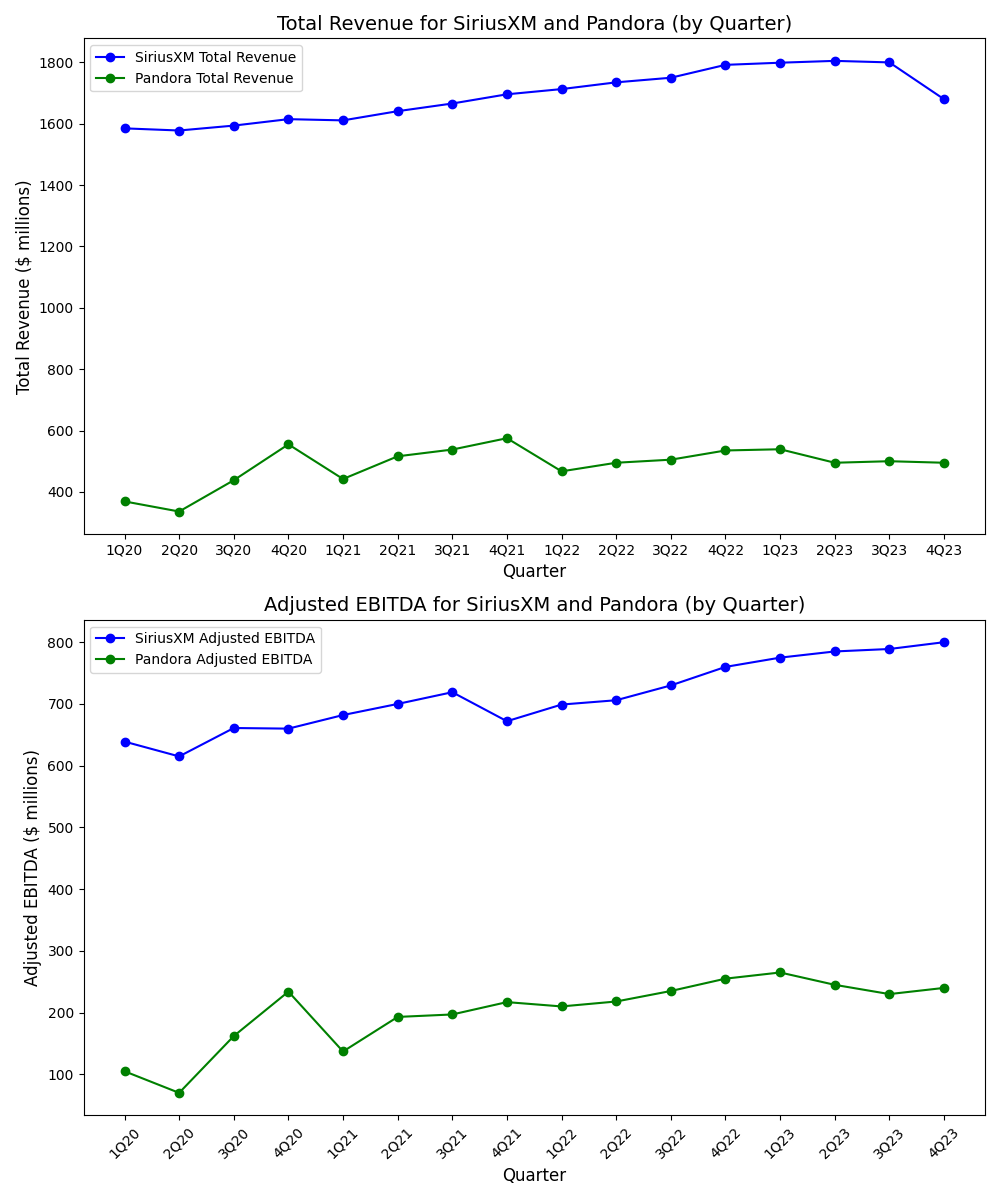 Total Revenue for SiriusXM and Pandora (by Quarter)
SiriusXM Total Revenue
Pandora Total Revenue
Total Revenue ($ millions)
1800
1600
1400
1200
1000
800
600
400
1Q20 2Q20 3Q20 4Q20 1Q21 2Q21 3Q21 4Q21 1Q22 2Q22 3Q22 4Q22 1Q23 2Q23 3Q23 4Q23
Quarter
Adjusted EBITDA for SiriusXM and Pandora (by Quarter)
SiriusXM Adjusted EBITDA
Pandora Adjusted EBITDA
Adjusted EBITDA ($ millions)
800
700
600
500
400
300
200
100
1Q20 2Q20 3Q20 4Q20 1Q21 2Q21 3Q21 4Q21 1Q22 2Q22 3Q22 4Q22 1Q23 2Q23 3Q23 4Q23
Quarter